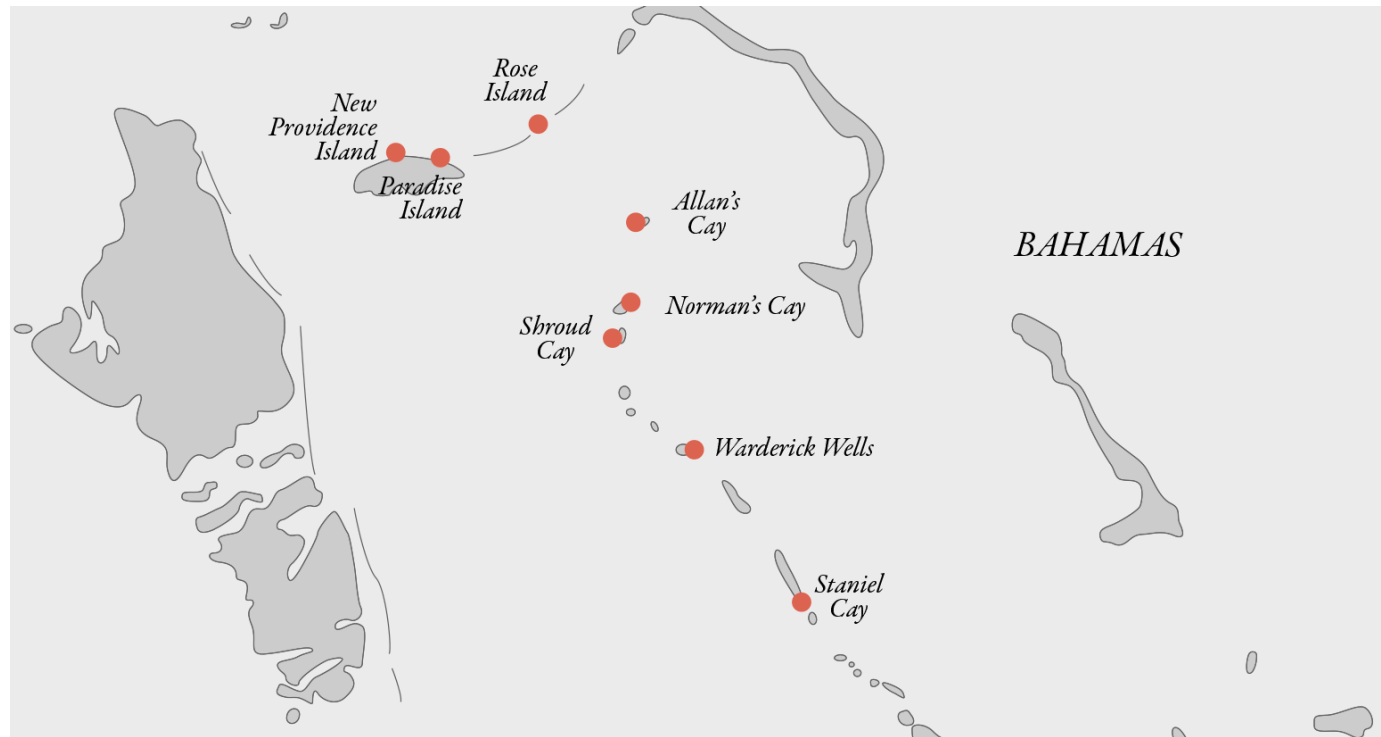 Rose
Island
New
Providence
Island
Paradise
Island
Allan's
Cay
BAHAMAS
Norman's Cay
Shroud
Cay
Warderick Wells
Staniel
Cay